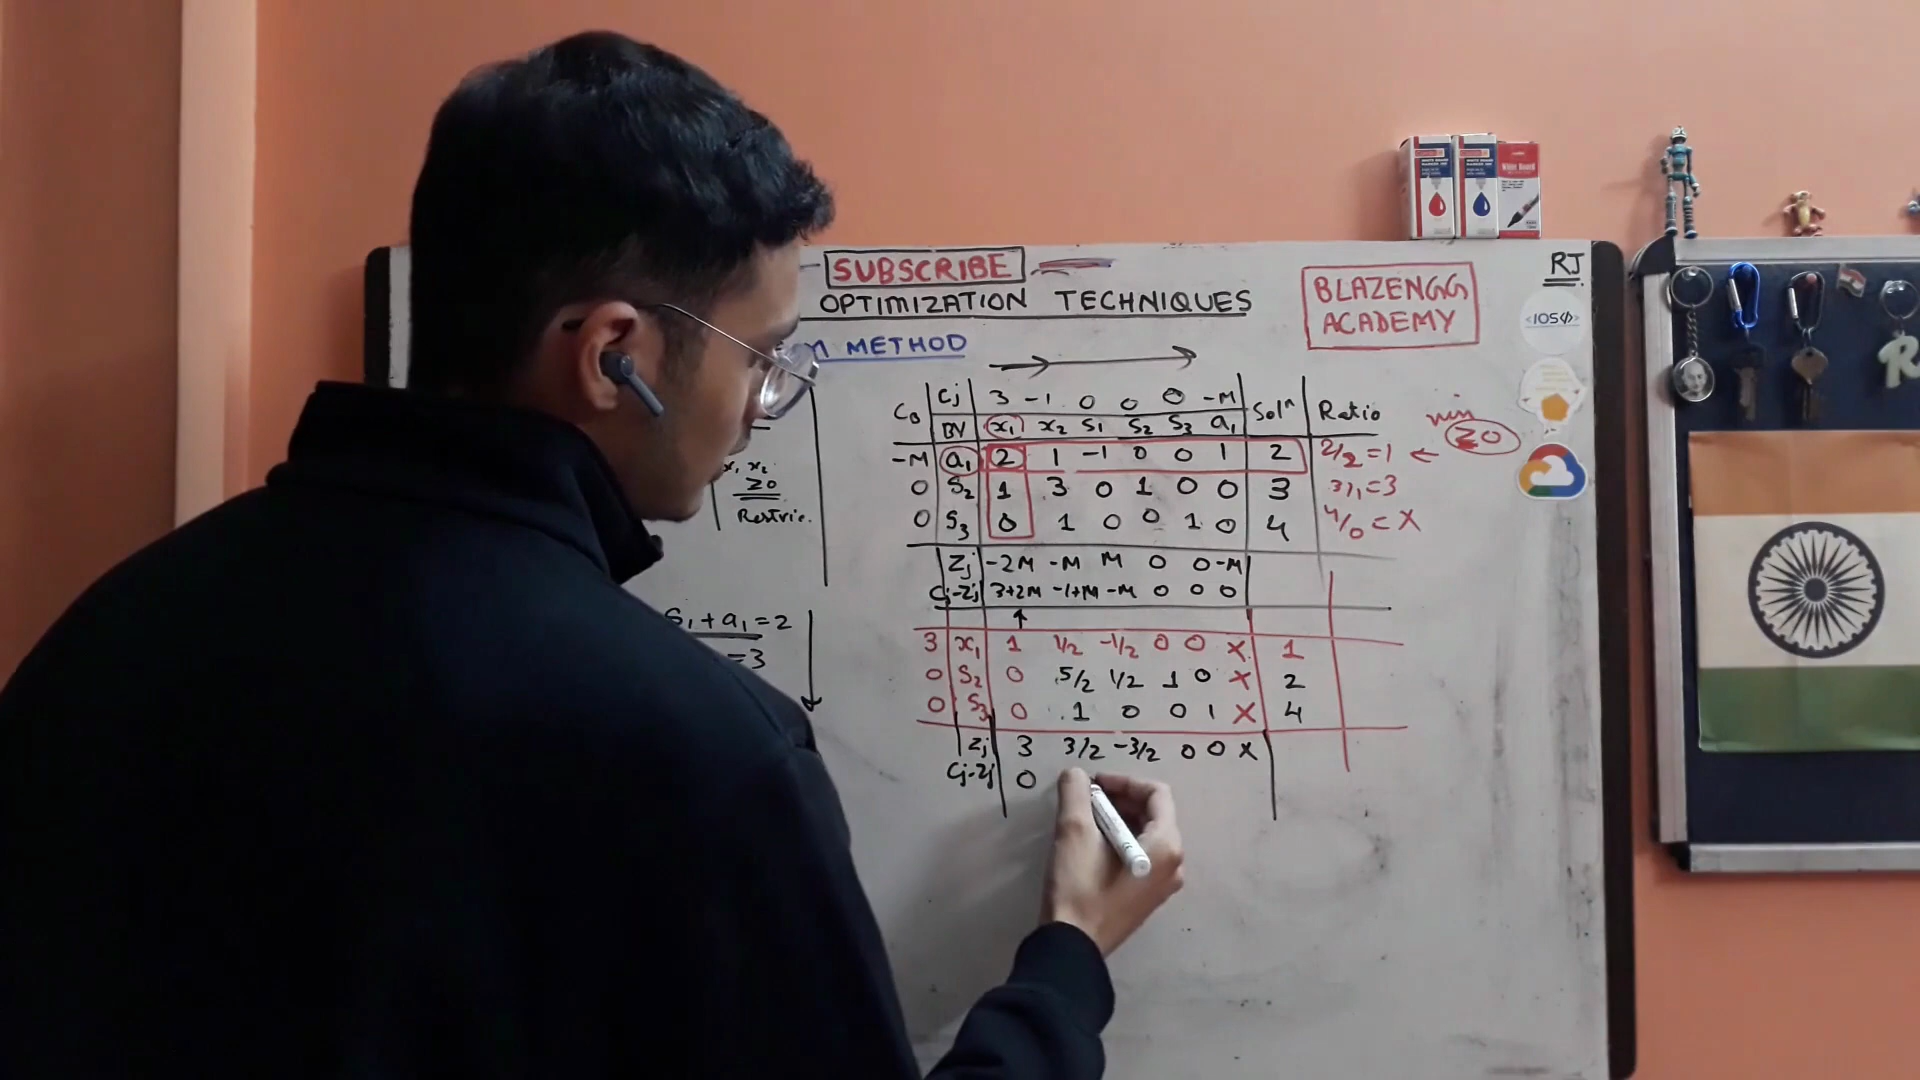 SUBSCRIBE
OPTIMIZATION TECHNIQUES
M METHOD
BLAZENGG
ACADEMY
RJ
<IOS/>
x₁ x₂
≥0
Restric.
S₁ + a₁ = 2
= 3
CB Cj 3 -1 0 0 0 -M Solⁿ Ratio
BV x₁ x₂ S₁ S₂ S₃ a₁
min
≥0
-M a₁ 2 1 -1 0 0 1 2 2/2=1 ←
0 S₂ 1 3 0 1 0 0 3 3/1=3
0 S₃ 0 1 0 0 1 0 4 4/0 = X
Zj -2M -M M 0 0 -M
Cj-Zj 3+2M -1+M -M 0 0 0
↑
3 x₁ 1 1/2 -1/2 0 0 X 1
0 S₂ 0 5/2 1/2 1 0 X 2
0 S₃ 0 1 0 0 1 X 4
Zj 3 3/2 -3/2 0 0 X
Cj-Zj 0
R